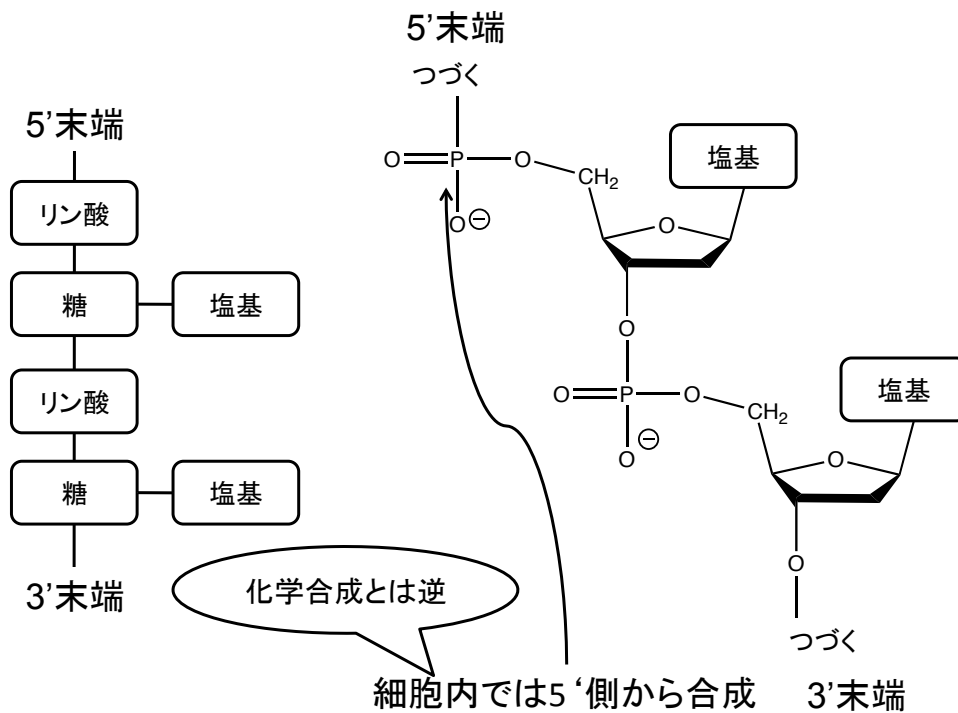 5’末端
リン酸
糖
塩基
リン酸
糖
塩基
3’末端
5’末端
つづく
O
P
O
CH₂
塩基
O⊖
O
O
O
P
O
CH₂
塩基
O⊖
O
O
つづく
3’末端
化学合成とは逆
細胞内では5‘側から合成